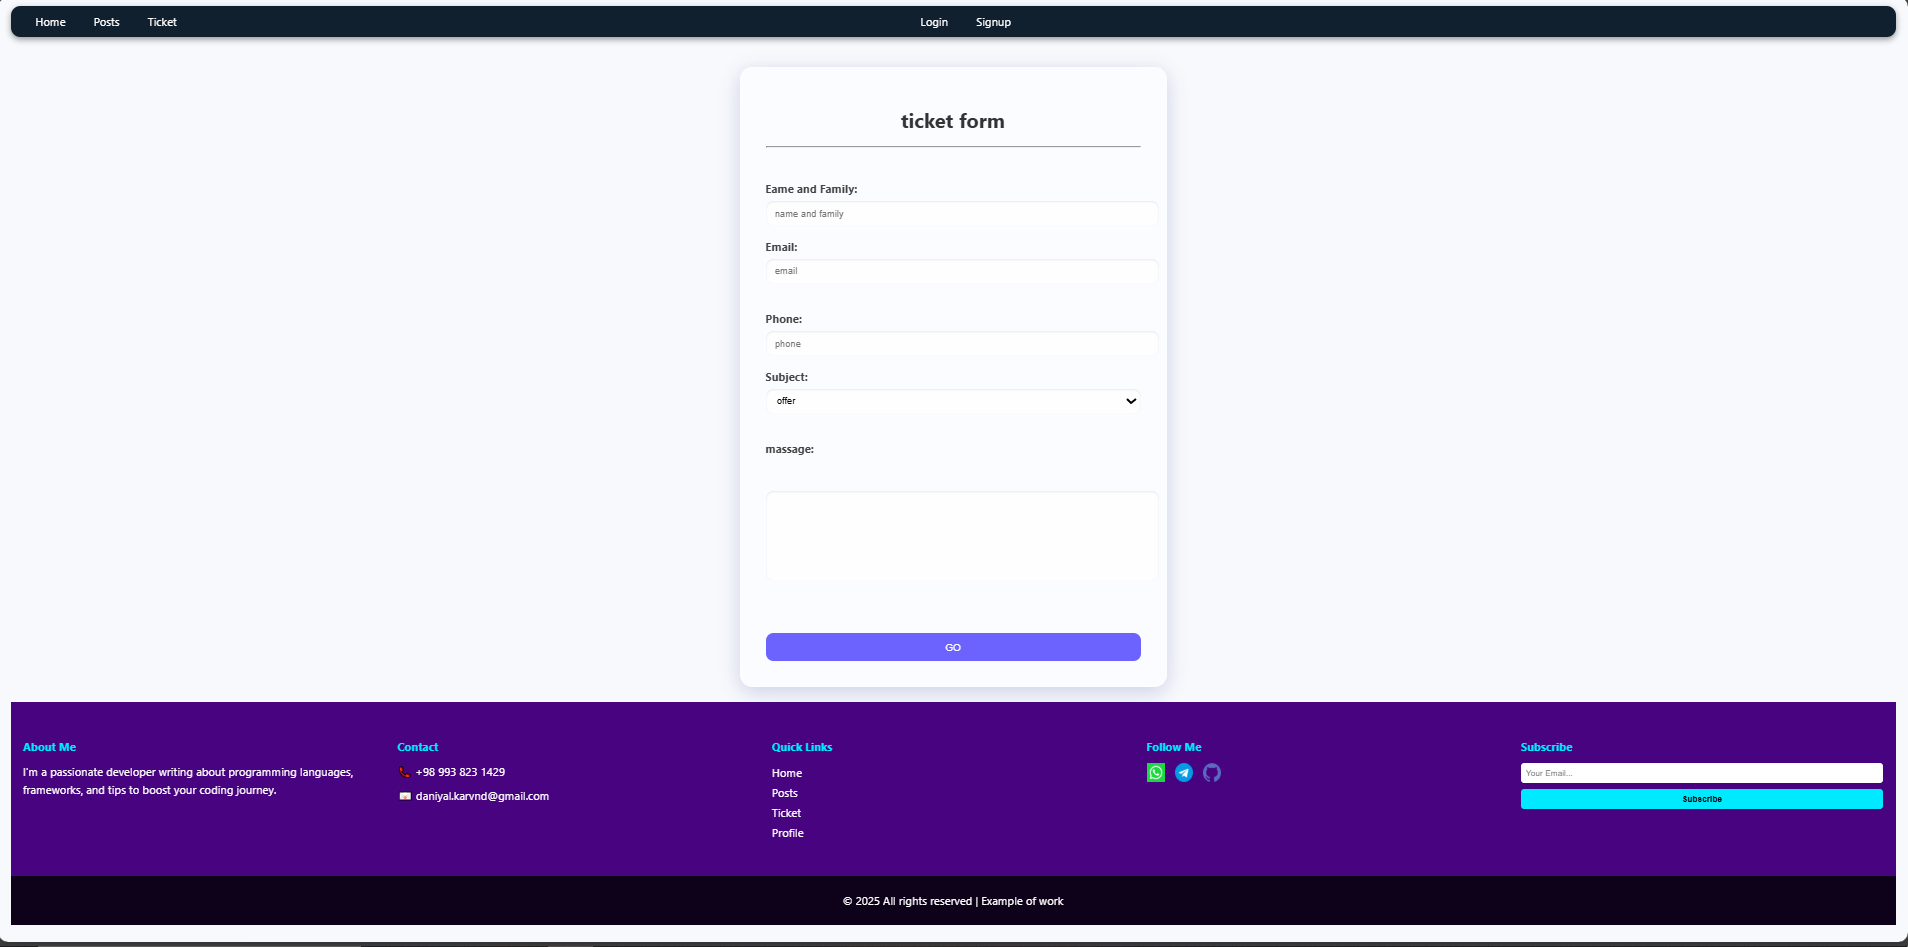 Home Posts Ticket Login Signup
ticket form
Eame and Family:
name and family
Email:
email
Phone:
phone
Subject:
offer
massage:
GO
About Me
I'm a passionate developer writing about programming languages,
frameworks, and tips to boost your coding journey.
Contact
+98 993 823 1429
daniyal.karvnd@gmail.com
Quick Links
Home
Posts
Ticket
Profile
Follow Me
Subscribe
Your Email...
Subscribe
© 2025 All rights reserved | Example of work